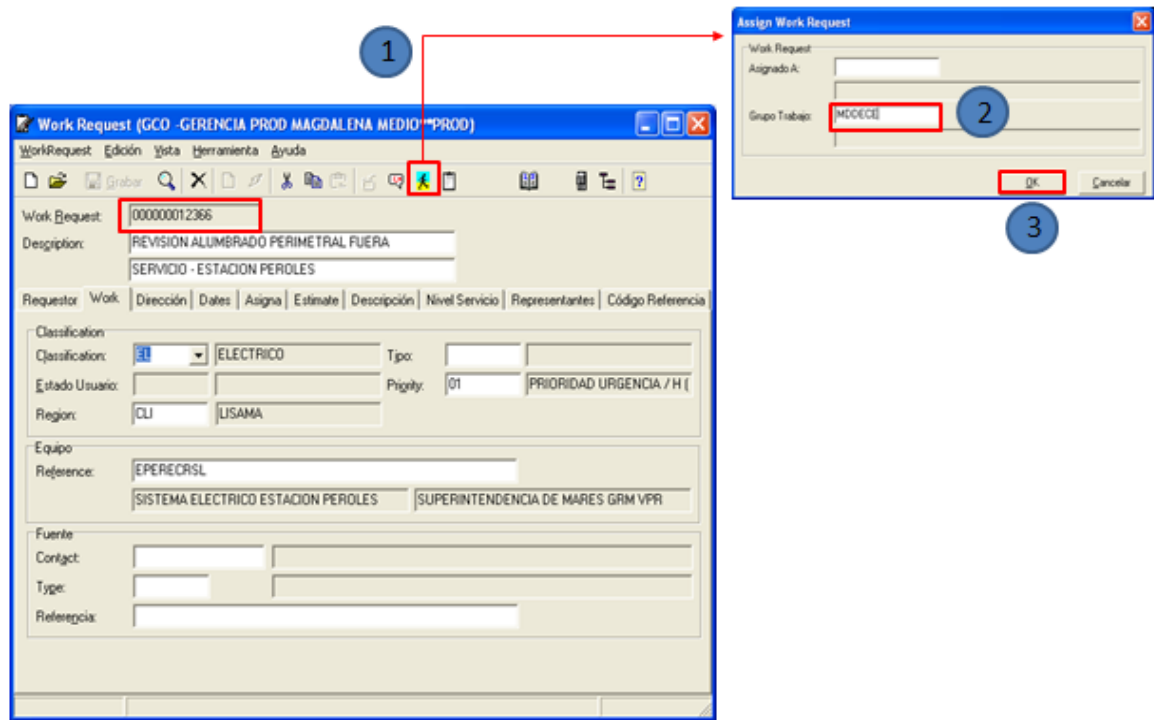 1
Assign Work Request
Work Request
Asignado A:
Grupo Trabajo:
MDOECE
2
OK
Cancelar
3
Work Request (GCO -GERENCIA PROD MAGDALENA MEDIO***PROD)
WorkRequest Edición Vista Herramienta Ayuda
Grabar
Work Request: 000000012366
Description: REVISION ALUMBRADO PERIMETRAL FUERA
SERVICIO - ESTACION PEROLES
Requestor Work Dirección Dates Asigna Estimate Descripción Nivel Servicio Representantes Código Referencia
Classification
Classification: EL ELECTRICO Tipo:
Estado Usuario: Priority: 01 PRIORIDAD URGENCIA / H (
Region: CLI LISAMA
Equipo
Reference: EPERECRSL
SISTEMA ELECTRICO ESTACION PEROLES SUPERINTENDENCIA DE MARES GRM VPR
Fuente
Contact:
Type:
Referencia: